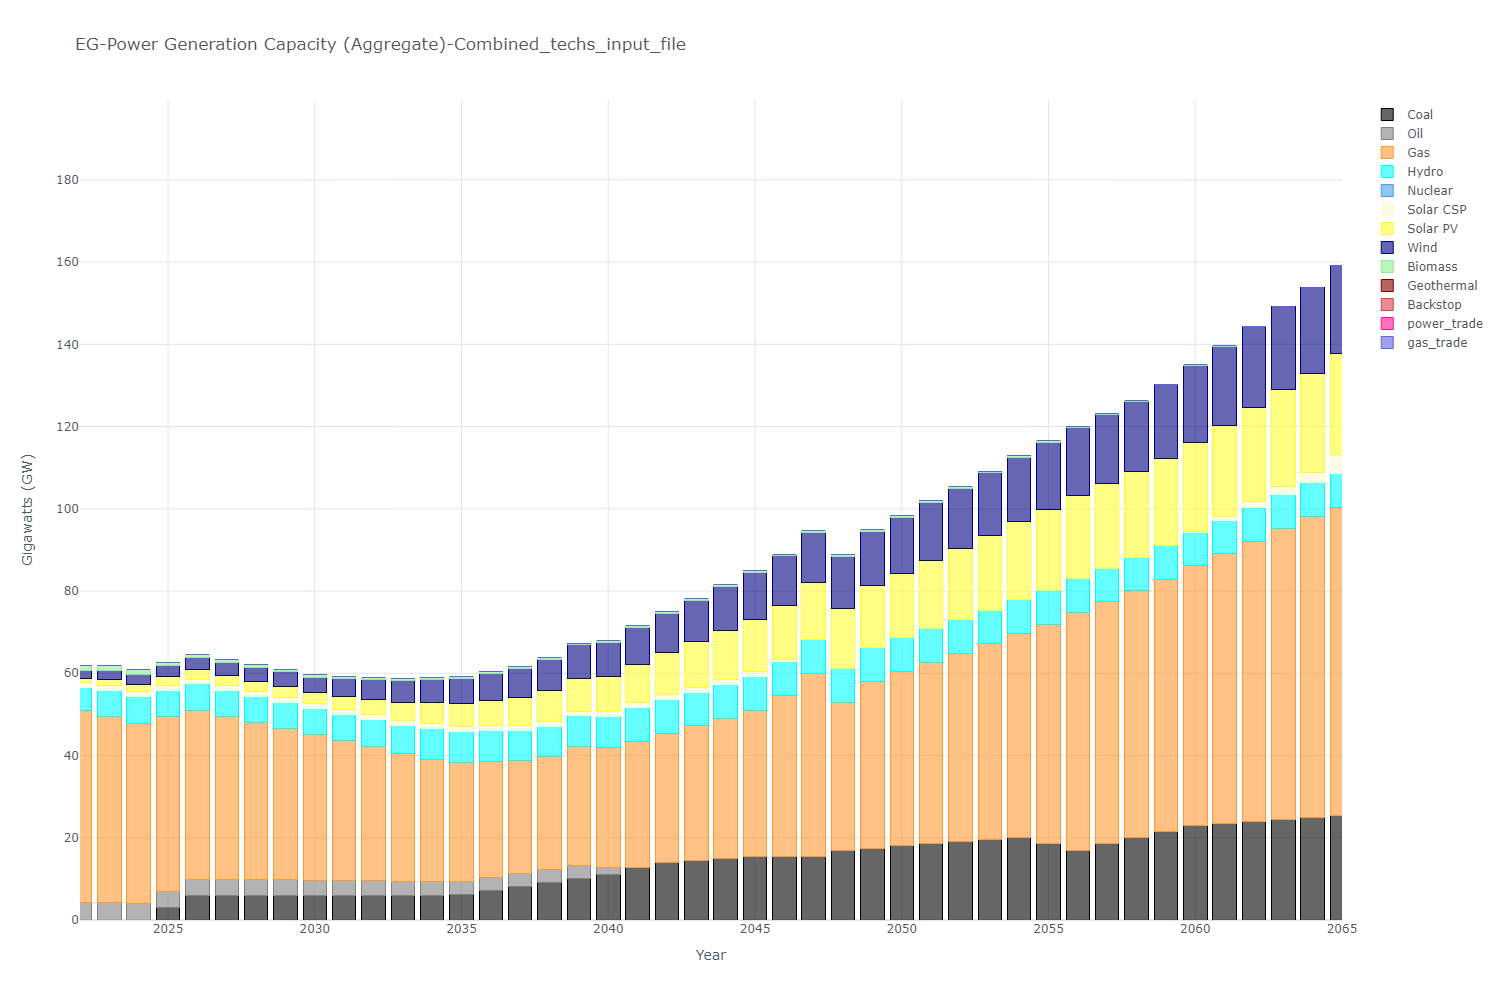 EG-Power Generation Capacity (Aggregate)-Combined_techs_input_file
Coal
Oil
Gas
Hydro
Nuclear
Solar CSP
Solar PV
Wind
Biomass
Geothermal
Backstop
power_trade
gas_trade
180
160
140
120
100
80
60
40
20
0
Gigawatts (GW)
2025 2030 2035 2040 2045 2050 2055 2060 2065
Year